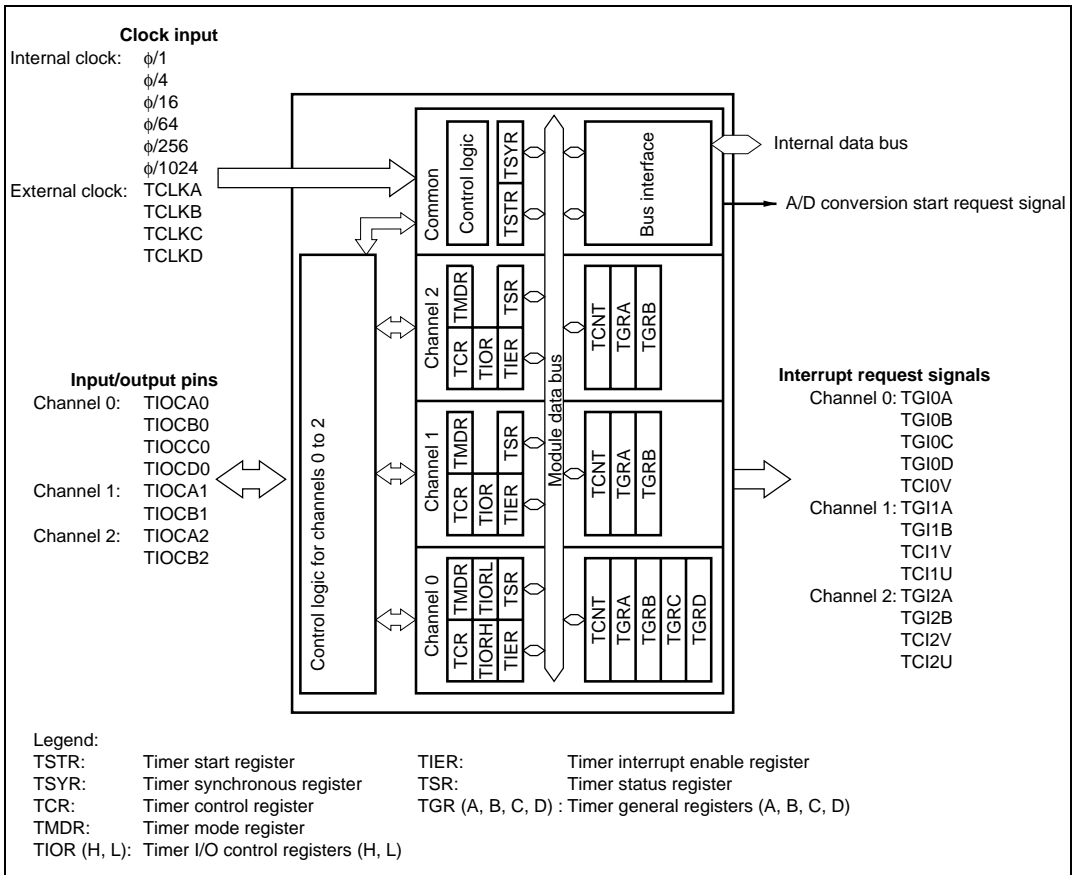 Clock input
Internal clock: ϕ/1
ϕ/4
ϕ/16
ϕ/64
ϕ/256
ϕ/1024
External clock: TCLKA
TCLKB
TCLKC
TCLKD
Input/output pins
Channel 0: TIOCA0
TIOCB0
TIOCC0
TIOCD0
Channel 1: TIOCA1
TIOCB1
Channel 2: TIOCA2
TIOCB2
Control logic for channels 0 to 2
Common
Control logic
TSTR TSYR
Bus interface
Module data bus
Channel 2
TCR TMDR
TIOR
TIER TSR
TCNT
TGRA
TGRB
Channel 1
TCR TMDR
TIOR
TIER TSR
TCNT
TGRA
TGRB
Channel 0
TCR TMDR
TIORH TIORL
TIER TSR
TCNT
TGRA
TGRB
TGRC
TGRD
Internal data bus
A/D conversion start request signal
Interrupt request signals
Channel 0: TGI0A
TGI0B
TGI0C
TGI0D
TCI0V
Channel 1: TGI1A
TGI1B
TCI1V
TCI1U
Channel 2: TGI2A
TGI2B
TCI2V
TCI2U
Legend:
TSTR: Timer start register
TSYR: Timer synchronous register
TCR: Timer control register
TMDR: Timer mode register
TIOR (H, L): Timer I/O control registers (H, L)
TIER: Timer interrupt enable register
TSR: Timer status register
TGR (A, B, C, D) : Timer general registers (A, B, C, D)